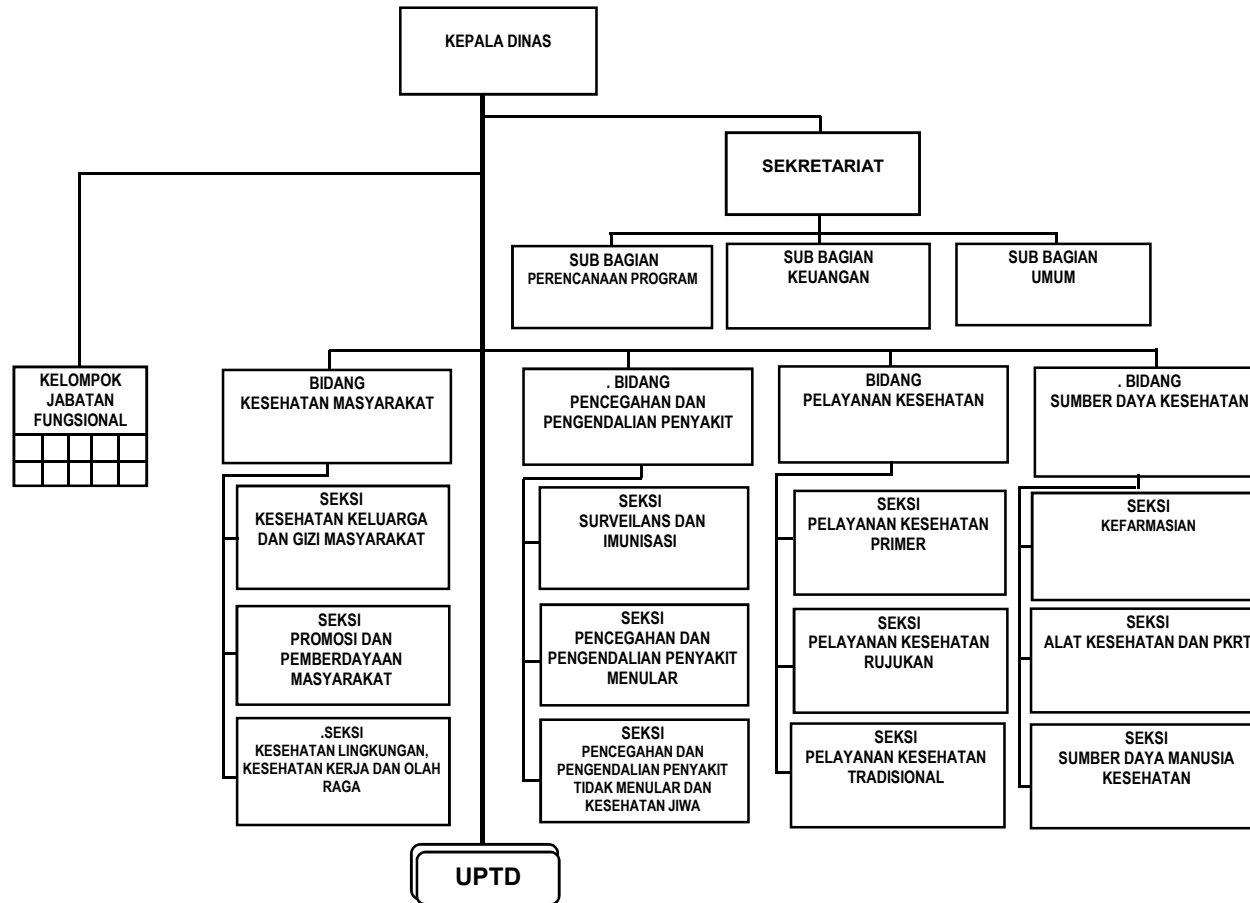 KEPALA DINAS
SEKRETARIAT
SUB BAGIAN
PERENCANAAN PROGRAM
SUB BAGIAN
KEUANGAN
SUB BAGIAN
UMUM
KELOMPOK
JABATAN
FUNGSIONAL
BIDANG
KESEHATAN MASYARAKAT
. BIDANG
PENCEGAHAN DAN
PENGENDALIAN PENYAKIT
BIDANG
PELAYANAN KESEHATAN
. BIDANG
SUMBER DAYA KESEHATAN
SEKSI
KESEHATAN KELUARGA
DAN GIZI MASYARAKAT
SEKSI
SURVEILANS DAN
IMUNISASI
SEKSI
PELAYANAN KESEHATAN
PRIMER
SEKSI
KEFARMASIAN
SEKSI
PROMOSI DAN
PEMBERDAYAAN
MASYARAKAT
SEKSI
PENCEGAHAN DAN
PENGENDALIAN PENYAKIT
MENULAR
SEKSI
PELAYANAN KESEHATAN
RUJUKAN
SEKSI
ALAT KESEHATAN DAN PKRT
.SEKSI
KESEHATAN LINGKUNGAN,
KESEHATAN KERJA DAN OLAH
RAGA
SEKSI
PENCEGAHAN DAN
PENGENDALIAN PENYAKIT
TIDAK MENULAR DAN
KESEHATAN JIWA
SEKSI
PELAYANAN KESEHATAN
TRADISIONAL
SEKSI
SUMBER DAYA MANUSIA
KESEHATAN
UPTD